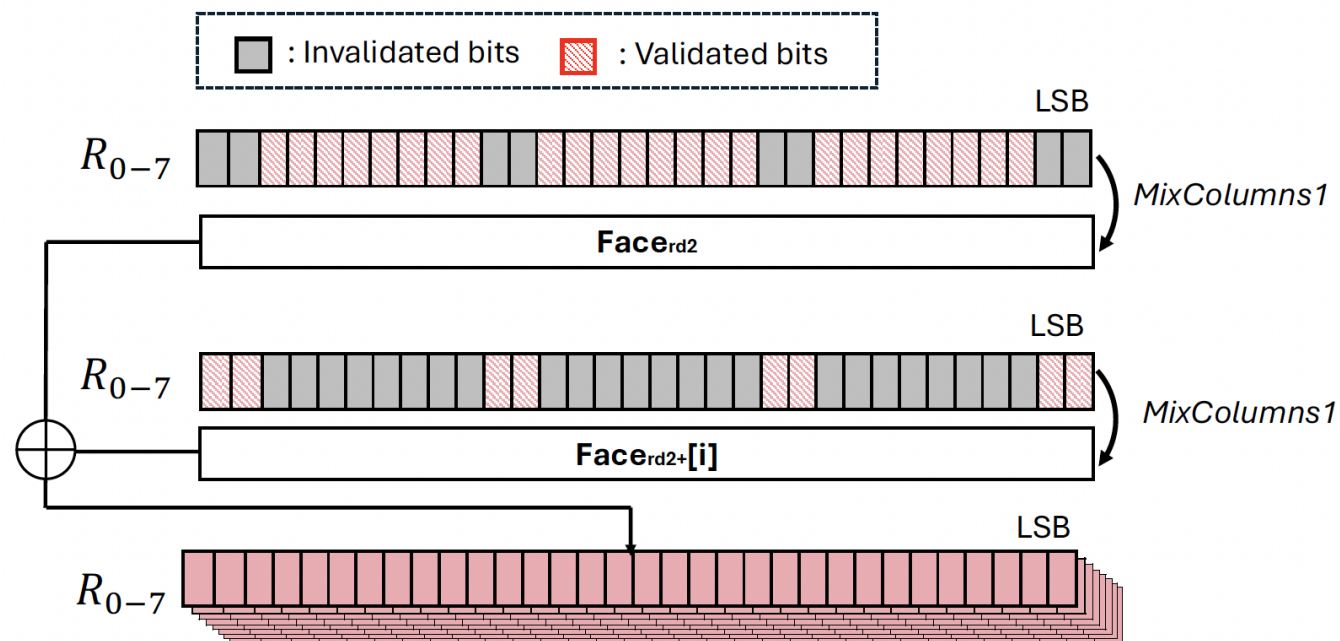 : Invalidated bits : Validated bits
LSB
R₀₋₇
MixColumns1
Facerd2
LSB
R₀₋₇
MixColumns1
Facerd2+[i]
LSB
R₀₋₇